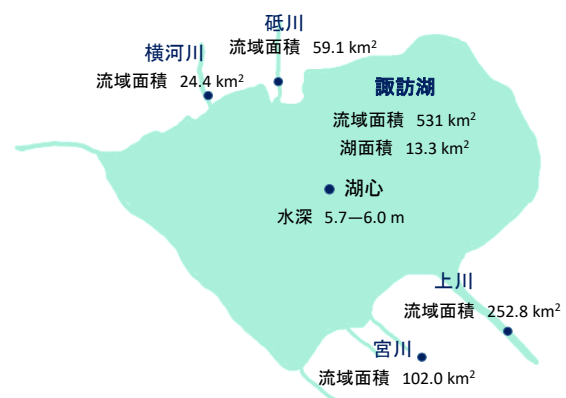 砥川
流域面積 59.1 km²
横河川
流域面積 24.4 km²
諏訪湖
流域面積 531 km²
湖面積 13.3 km²
湖心
水深 5.7—6.0 m
上川
流域面積 252.8 km²
宮川
流域面積 102.0 km²